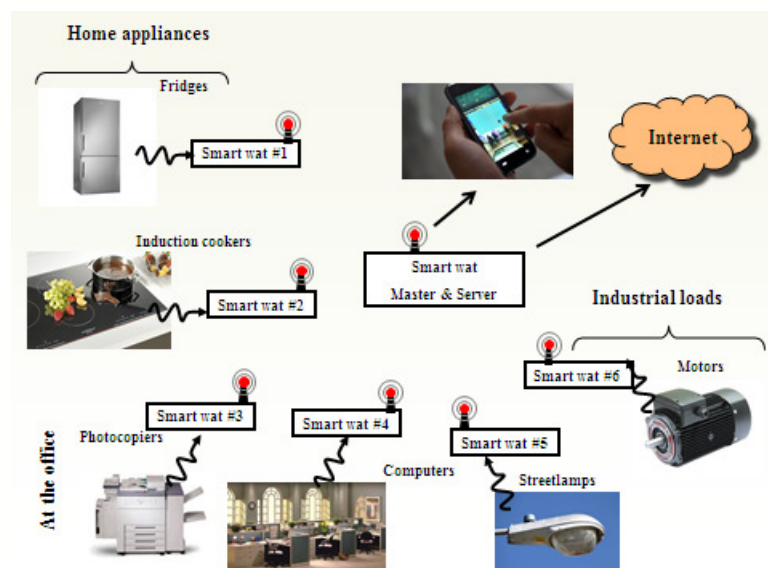 Home appliances
Fridges
Smart wat #1
Internet
Induction cookers
Smart wat #2
Smart wat
Master & Server
Industrial loads
Motors
Smart wat #6
Smart wat #3
Smart wat #4
Smart wat #5
Photocopiers
Computers
Streetlamps
At the office